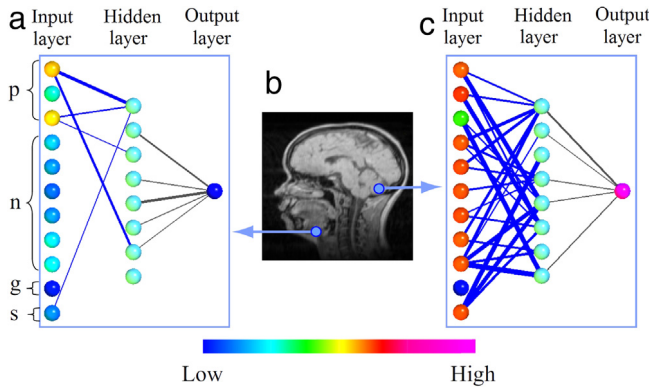 a
Input layer
Hidden layer
Output layer
p
n
g
s
b
c
Input layer
Hidden layer
Output layer
Low
High